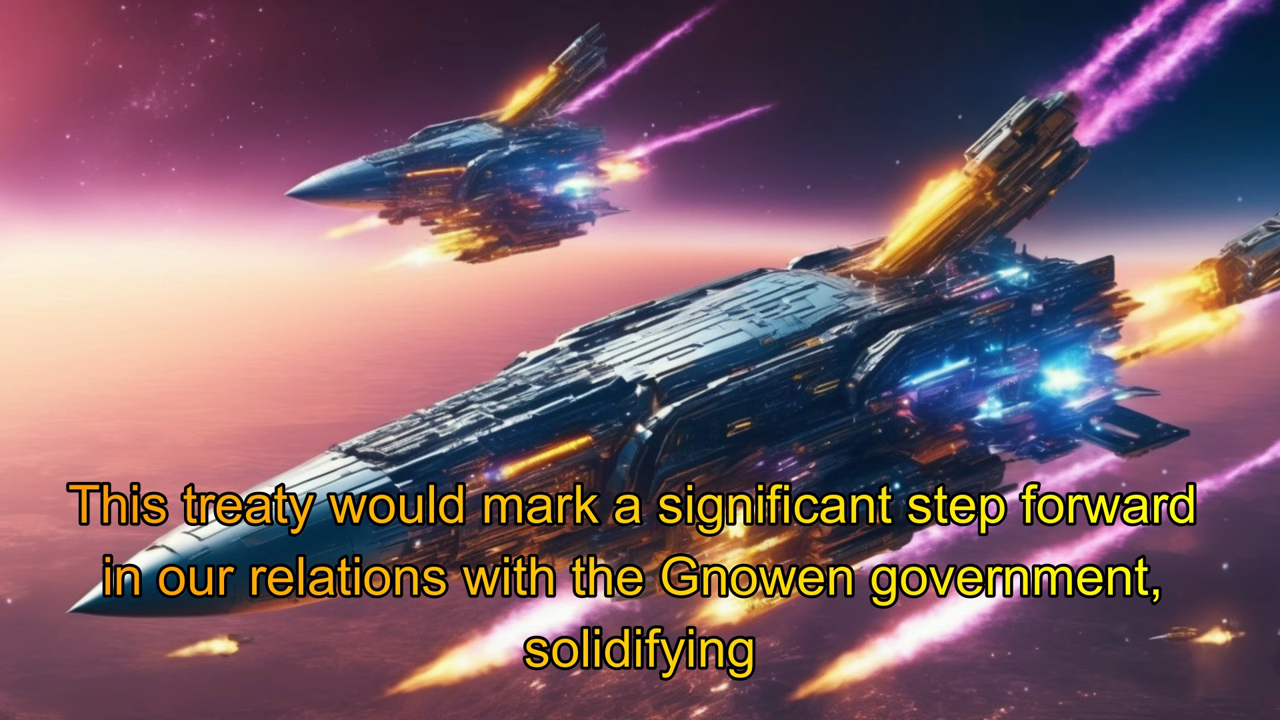 This treaty would mark a significant step forward
in our relations with the Gnowen government,
solidifying